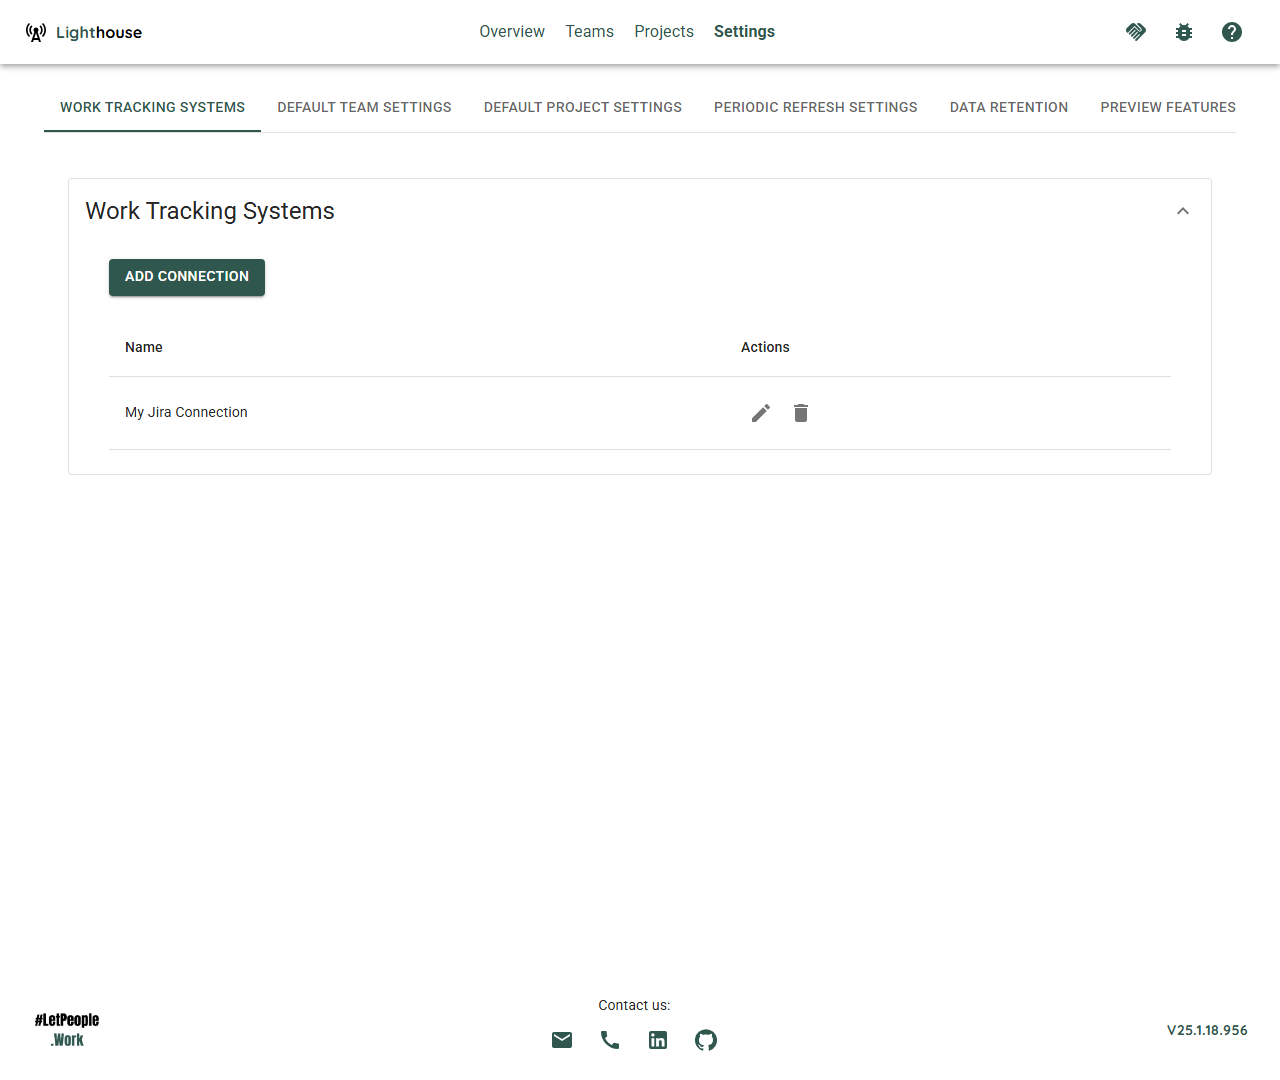 Lighthouse
Overview Teams Projects Settings
WORK TRACKING SYSTEMS DEFAULT TEAM SETTINGS DEFAULT PROJECT SETTINGS PERIODIC REFRESH SETTINGS DATA RETENTION PREVIEW FEATURES
Work Tracking Systems
ADD CONNECTION
Name Actions
My Jira Connection
Contact us:
#LetPeople
.Work
V25.1.18.956